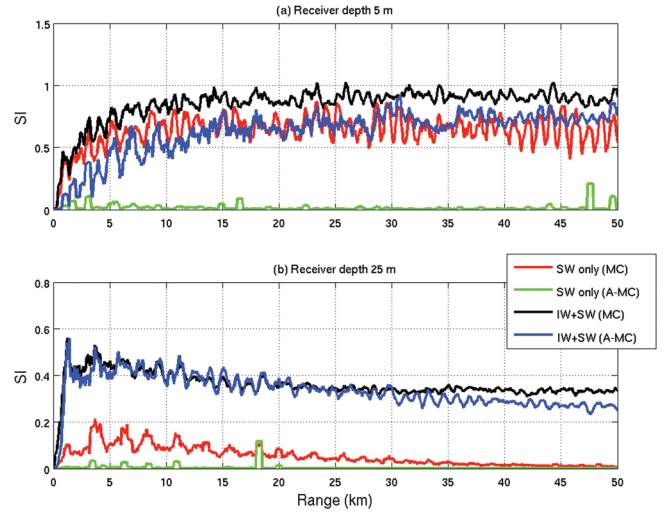 (a) Receiver depth 5 m
1.5
1
0.5
0
SI
0 5 10 15 20 25 30 35 40 45 50
(b) Receiver depth 25 m
SW only (MC)
SW only (A-MC)
IW+SW (MC)
IW+SW (A-MC)
0.8
0.6
0.4
0.2
0
SI
0 5 10 15 20 25 30 35 40 45 50
Range (km)